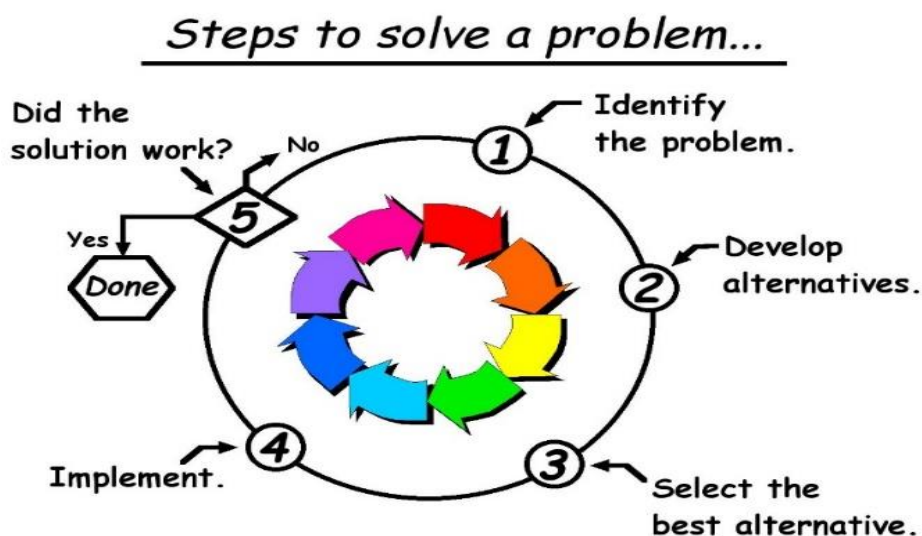 Steps to solve a problem...
Did the
solution work?
No
5
Yes
Done
1
Identify
the problem.
2
Develop
alternatives.
3
Select the
best alternative.
4
Implement.